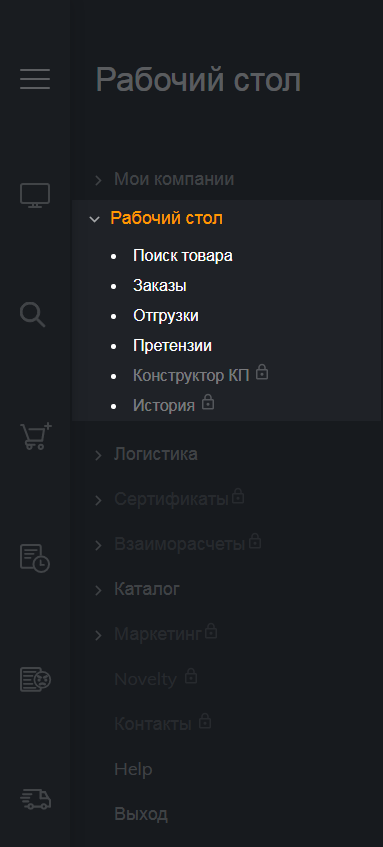 Рабочий стол
Мои компании
Рабочий стол
Поиск товара
Заказы
Отгрузки
Претензии
Конструктор КП
История
Логистика
Сертификаты
Взаиморасчеты
Каталог
Маркетинг
Novelty
Контакты
Help
Выход